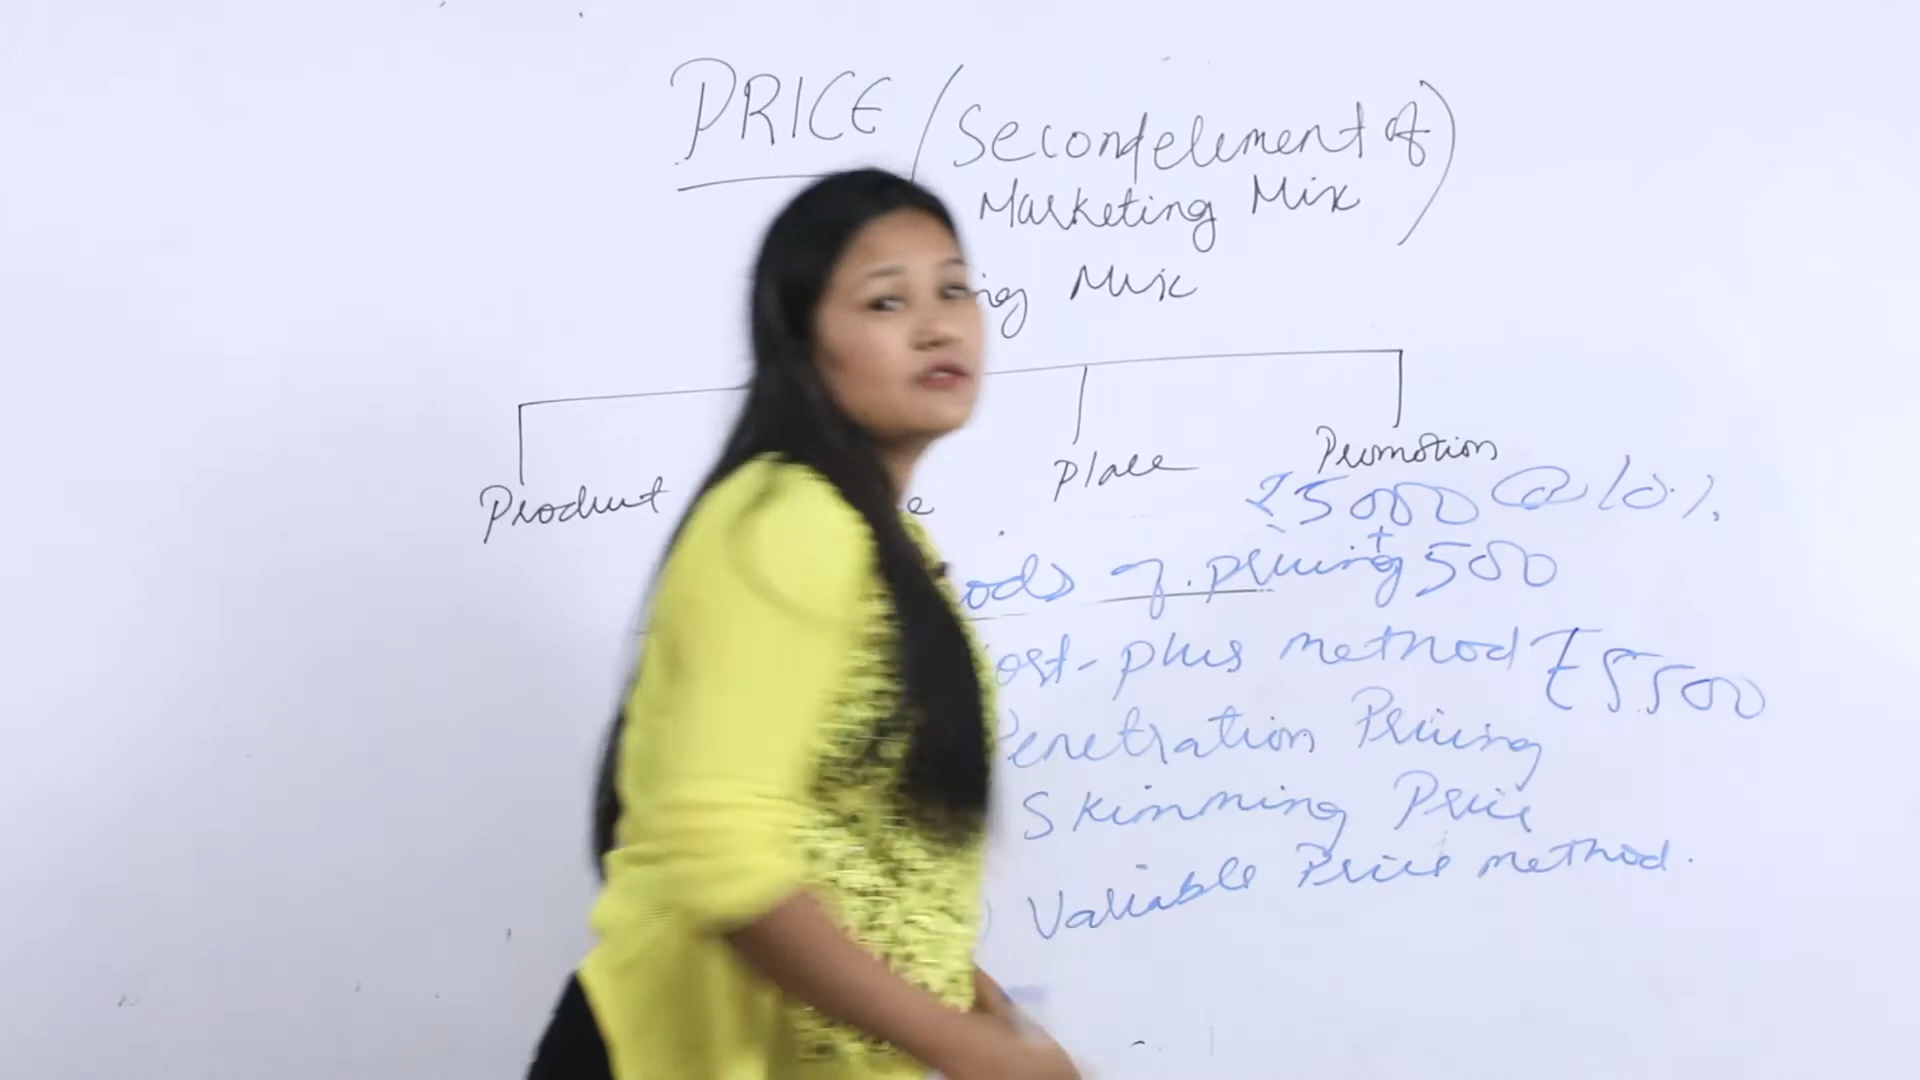 PRICE (Second element of
Marketing Mix)
ing Mix
Product e Place Promotion
₹5000 @ 10%
+
ods of pricing 500
ost-plus method ₹5500
Penetration Pricing
Skimming Price
) Variable Price method.